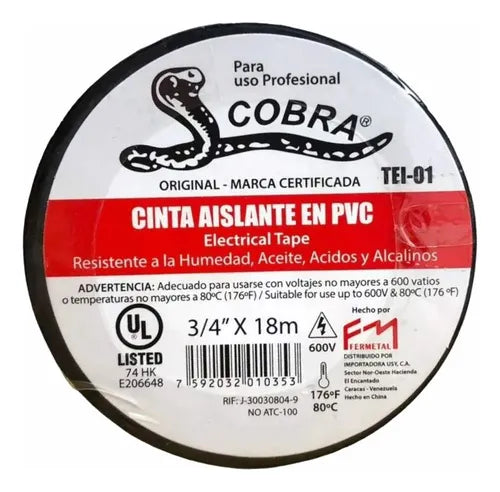 Para
uso Profesional
COBRA®
ORIGINAL - MARCA CERTIFICADA
TEI-01
CINTA AISLANTE EN PVC
Electrical Tape
Resistente a la Humedad, Aceite, Acidos y Alcalinos
ADVERTENCIA: Adecuado para usarse con voltajes no mayores a 600 vatios
o temperaturas no mayores a 80ºC (176ºF) / Suitable for use up to 600V & 80ºC (176 ºF)
UL
LISTED
74 HK
E206648
3/4” X 18m
7 592032 010353
RIF: J-30030804-9
NO ATC-100
600V
176ºF
80ºC
Hecho por
FM
FERMETAL
DISTRIBUIDO POR
IMPORTADORA USY, C.A.
Sector Nor-Oeste Hacienda
El Encantado
Caracas - Venezuela
Hecho en China